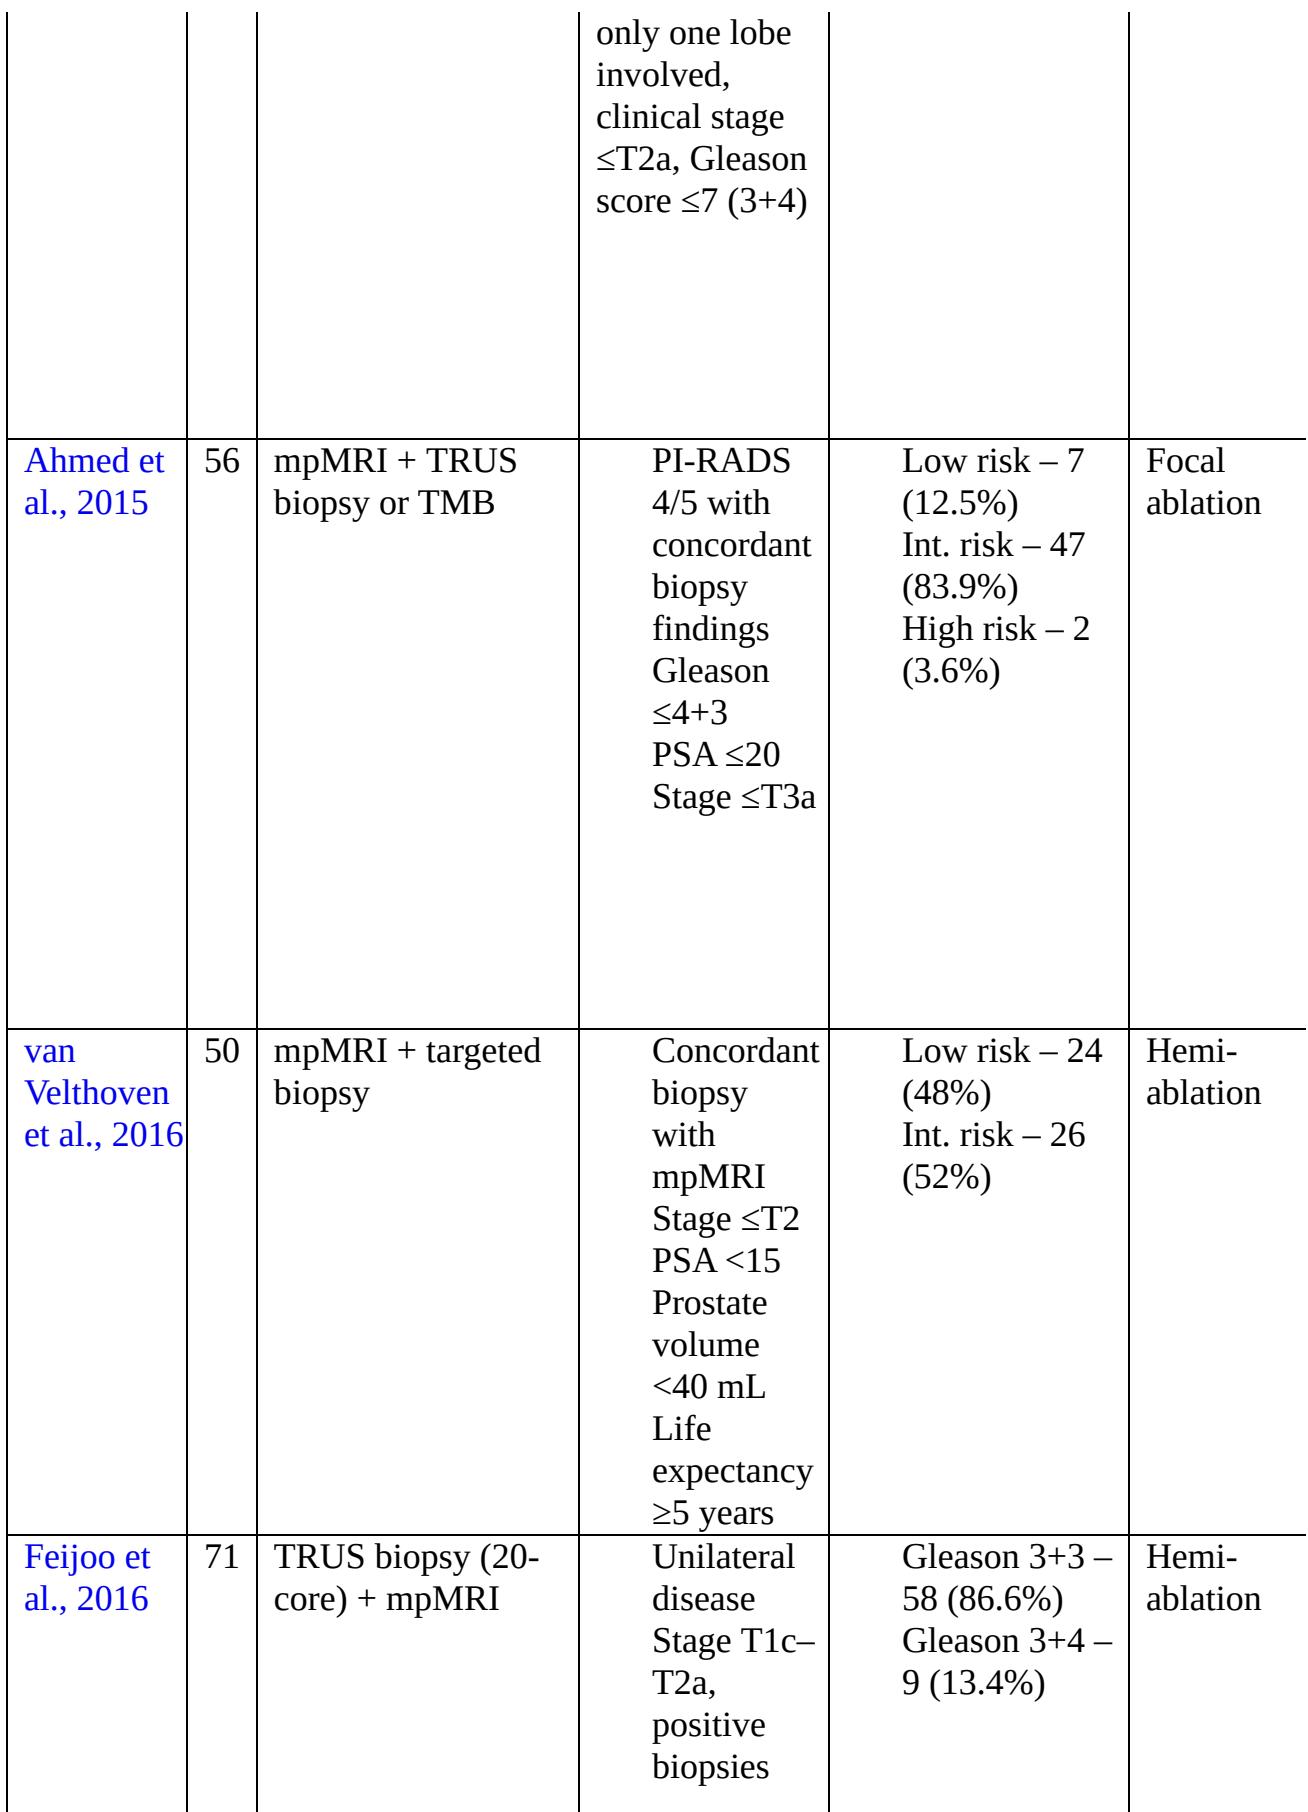 only one lobe
involved,
clinical stage
≤T2a, Gleason
score ≤7 (3+4)
Ahmed et
al., 2015
56
mpMRI + TRUS
biopsy or TMB
PI-RADS
4/5 with
concordant
biopsy
findings
Gleason
≤4+3
PSA ≤20
Stage ≤T3a
Low risk – 7
(12.5%)
Int. risk – 47
(83.9%)
High risk – 2
(3.6%)
Focal
ablation
van
Velthoven
et al., 2016
50
mpMRI + targeted
biopsy
Concordant
biopsy
with
mpMRI
Stage ≤T2
PSA <15
Prostate
volume
<40 mL
Life
expectancy
≥5 years
Low risk – 24
(48%)
Int. risk – 26
(52%)
Hemi-
ablation
Feijoo et
al., 2016
71
TRUS biopsy (20-
core) + mpMRI
Unilateral
disease
Stage T1c–
T2a,
positive
biopsies
Gleason 3+3 –
58 (86.6%)
Gleason 3+4 –
9 (13.4%)
Hemi-
ablation